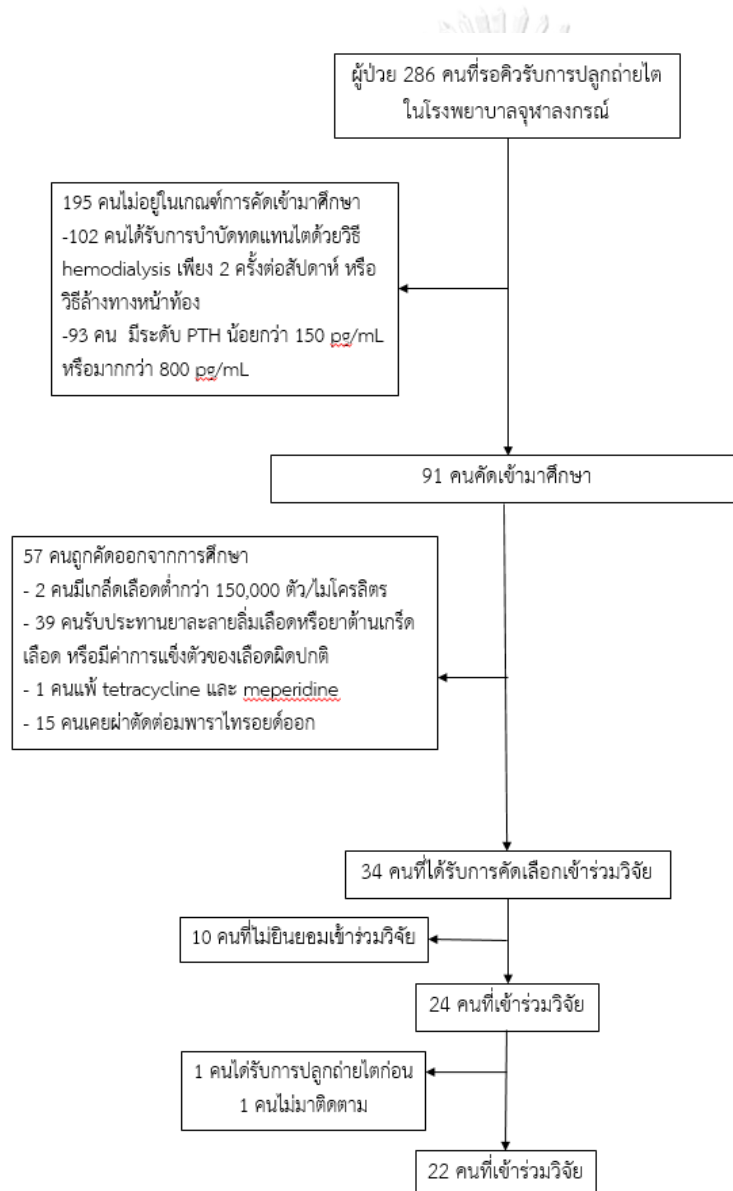 ผู้ป่วย 286 คนที่รอคิวรับการปลูกถ่ายไต
ในโรงพยาบาลจุฬาลงกรณ์
195 คนไม่อยู่ในเกณฑ์การคัดเข้ามาศึกษา
-102 คนได้รับการบำบัดทดแทนไตด้วยวิธี
hemodialysis เพียง 2 ครั้งต่อสัปดาห์ หรือ
วิธีล้างทางหน้าท้อง
-93 คน มีระดับ PTH น้อยกว่า 150 pg/mL
หรือมากกว่า 800 pg/mL
91 คนคัดเข้ามาศึกษา
57 คนถูกคัดออกจากการศึกษา
- 2 คนมีเกล็ดเลือดต่ำกว่า 150,000 ตัว/ไมโครลิตร
- 39 คนรับประทานยาละลายลิ่มเลือดหรือยาต้านเกร็ด
เลือด หรือมีค่าการแข็งตัวของเลือดผิดปกติ
- 1 คนแพ้ tetracycline และ meperidine
- 15 คนเคยผ่าตัดต่อมพาราไทรอยด์ออก
34 คนที่ได้รับการคัดเลือกเข้าร่วมวิจัย
10 คนที่ไม่ยินยอมเข้าร่วมวิจัย
24 คนที่เข้าร่วมวิจัย
1 คนได้รับการปลูกถ่ายไตก่อน
1 คนไม่มาติดตาม
22 คนที่เข้าร่วมวิจัย